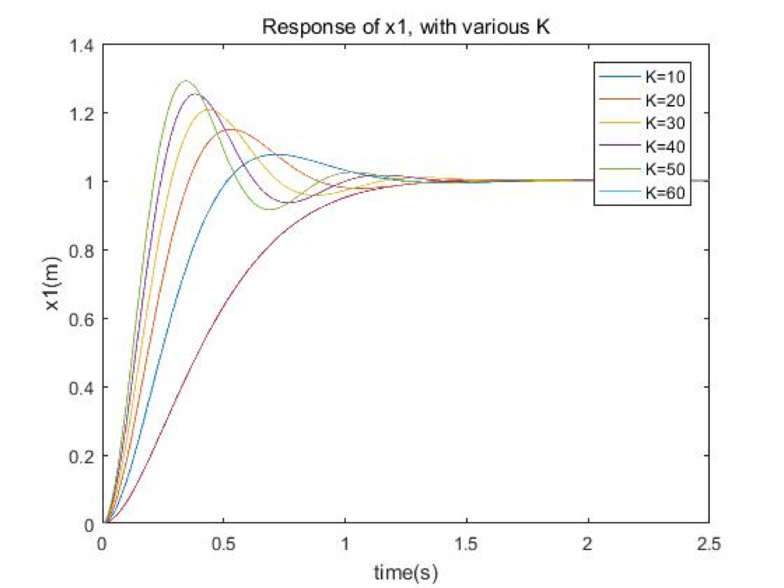 Response of x1, with various K
1.4
1.2
1
0.8
0.6
0.4
0.2
0
x1(m)
K=10
K=20
K=30
K=40
K=50
K=60
0
0.5
1
1.5
2
2.5
time(s)